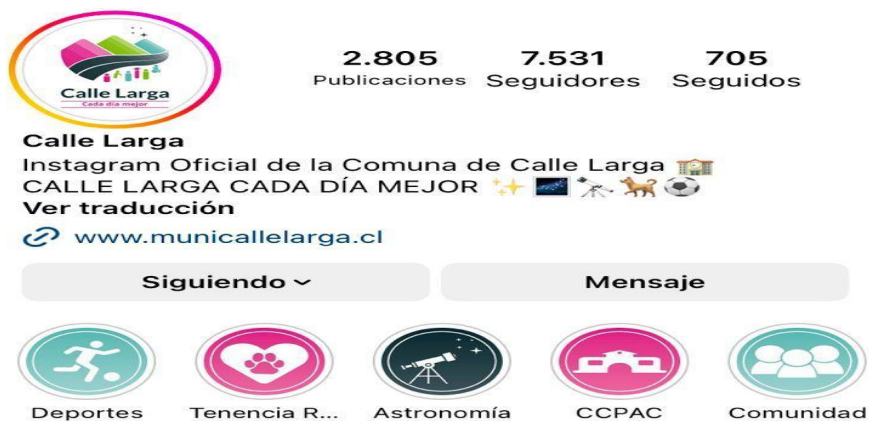 Calle Larga
Cada día mejor
2.805 7.531 705
Publicaciones Seguidores Seguidos
Calle Larga
Instagram Oficial de la Comuna de Calle Larga 🏫
CALLE LARGA CADA DÍA MEJOR ✨🌌🔭🐕⚽
Ver traducción
www.municallelarga.cl
Siguiendo Mensaje
Deportes Tenencia R... Astronomía CCPAC Comunidad